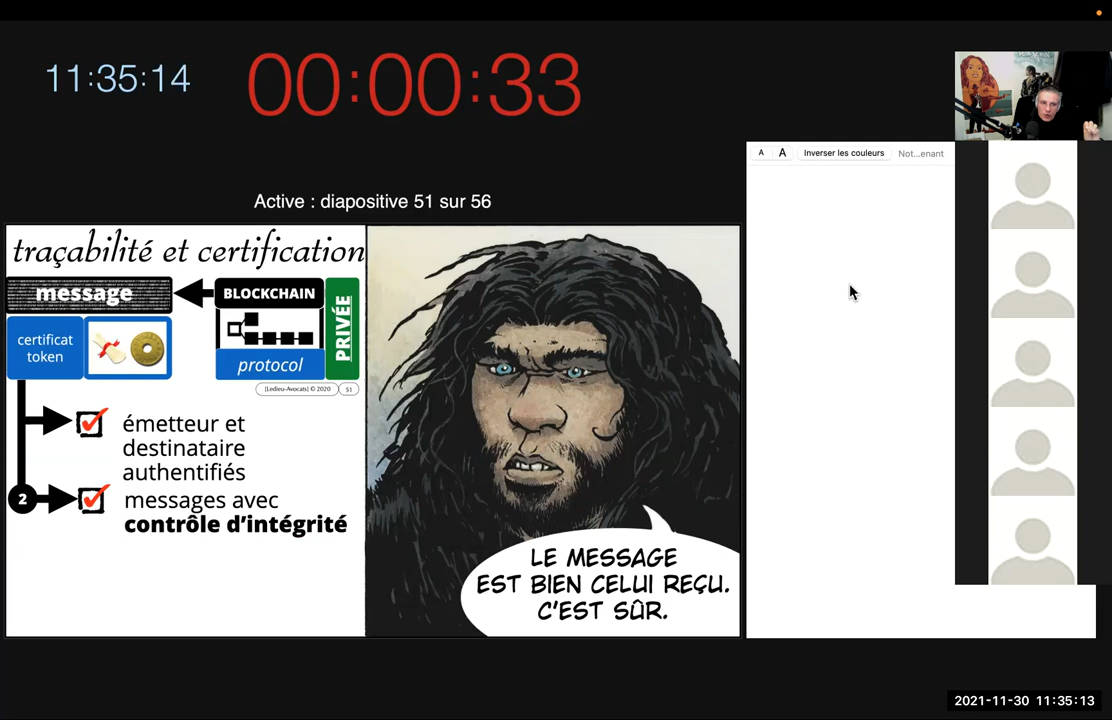 11:35:14
00:00:33
Active : diapositive 51 sur 56
A A Inverser les couleurs Not...enant
traçabilité et certification
message
BLOCKCHAIN
PRIVÉE
certificat
token
protocol
[Ledieu-Avocats] © 2020 51
émetteur et
destinataire
authentifiés
2
messages avec
contrôle d'intégrité
LE MESSAGE
EST BIEN CELUI REÇU.
C'EST SÛR.
2021-11-30 11:35:13